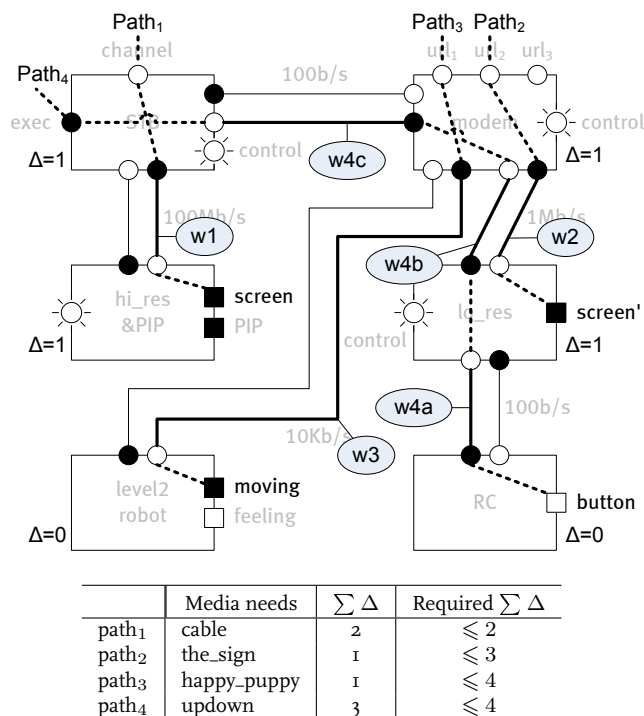 Path₁
Path₃
Path₂
channel
url₁
url₂
url₃
Path₄
100b/s
exec
STB
modem
control
control
Δ=1
w4c
Δ=1
100Mb/s
w1
1Mb/s
w2
w4b
hi_res
&PIP
screen
PIP
lo_res
screen'
control
Δ=1
Δ=1
w4a
100b/s
10Kb/s
w3
level2
robot
moving
feeling
RC
button
Δ=0
Δ=0
Media needs ∑ Δ Required ∑ Δ
path₁ cable 2 ⩽ 2
path₂ the_sign 1 ⩽ 3
path₃ happy_puppy 1 ⩽ 4
path₄ updown 3 ⩽ 4